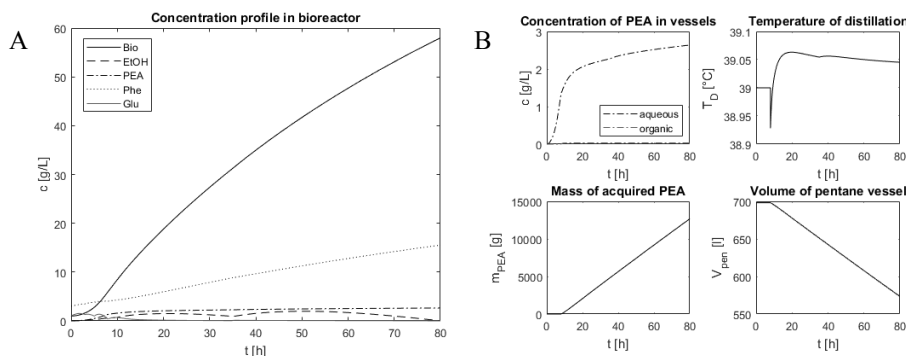 A
Concentration profile in bioreactor
60
50
40
30
20
10
0
c [g/L]
Bio
EtOH
PEA
Phe
Glu
0 10 20 30 40 50 60 70 80
t [h]
B
Concentration of PEA in vessels
3
2
1
0
c [g/L]
aqueous
organic
0 20 40 60 80
t [h]
Temperature of distillation
39.1
39.05
39
38.95
38.9
T_D [°C]
0 20 40 60 80
t [h]
Mass of acquired PEA
15000
10000
5000
0
m_PEA [g]
0 20 40 60 80
t [h]
Volume of pentane vessel
700
650
600
550
V_pen [l]
0 20 40 60 80
t [h]